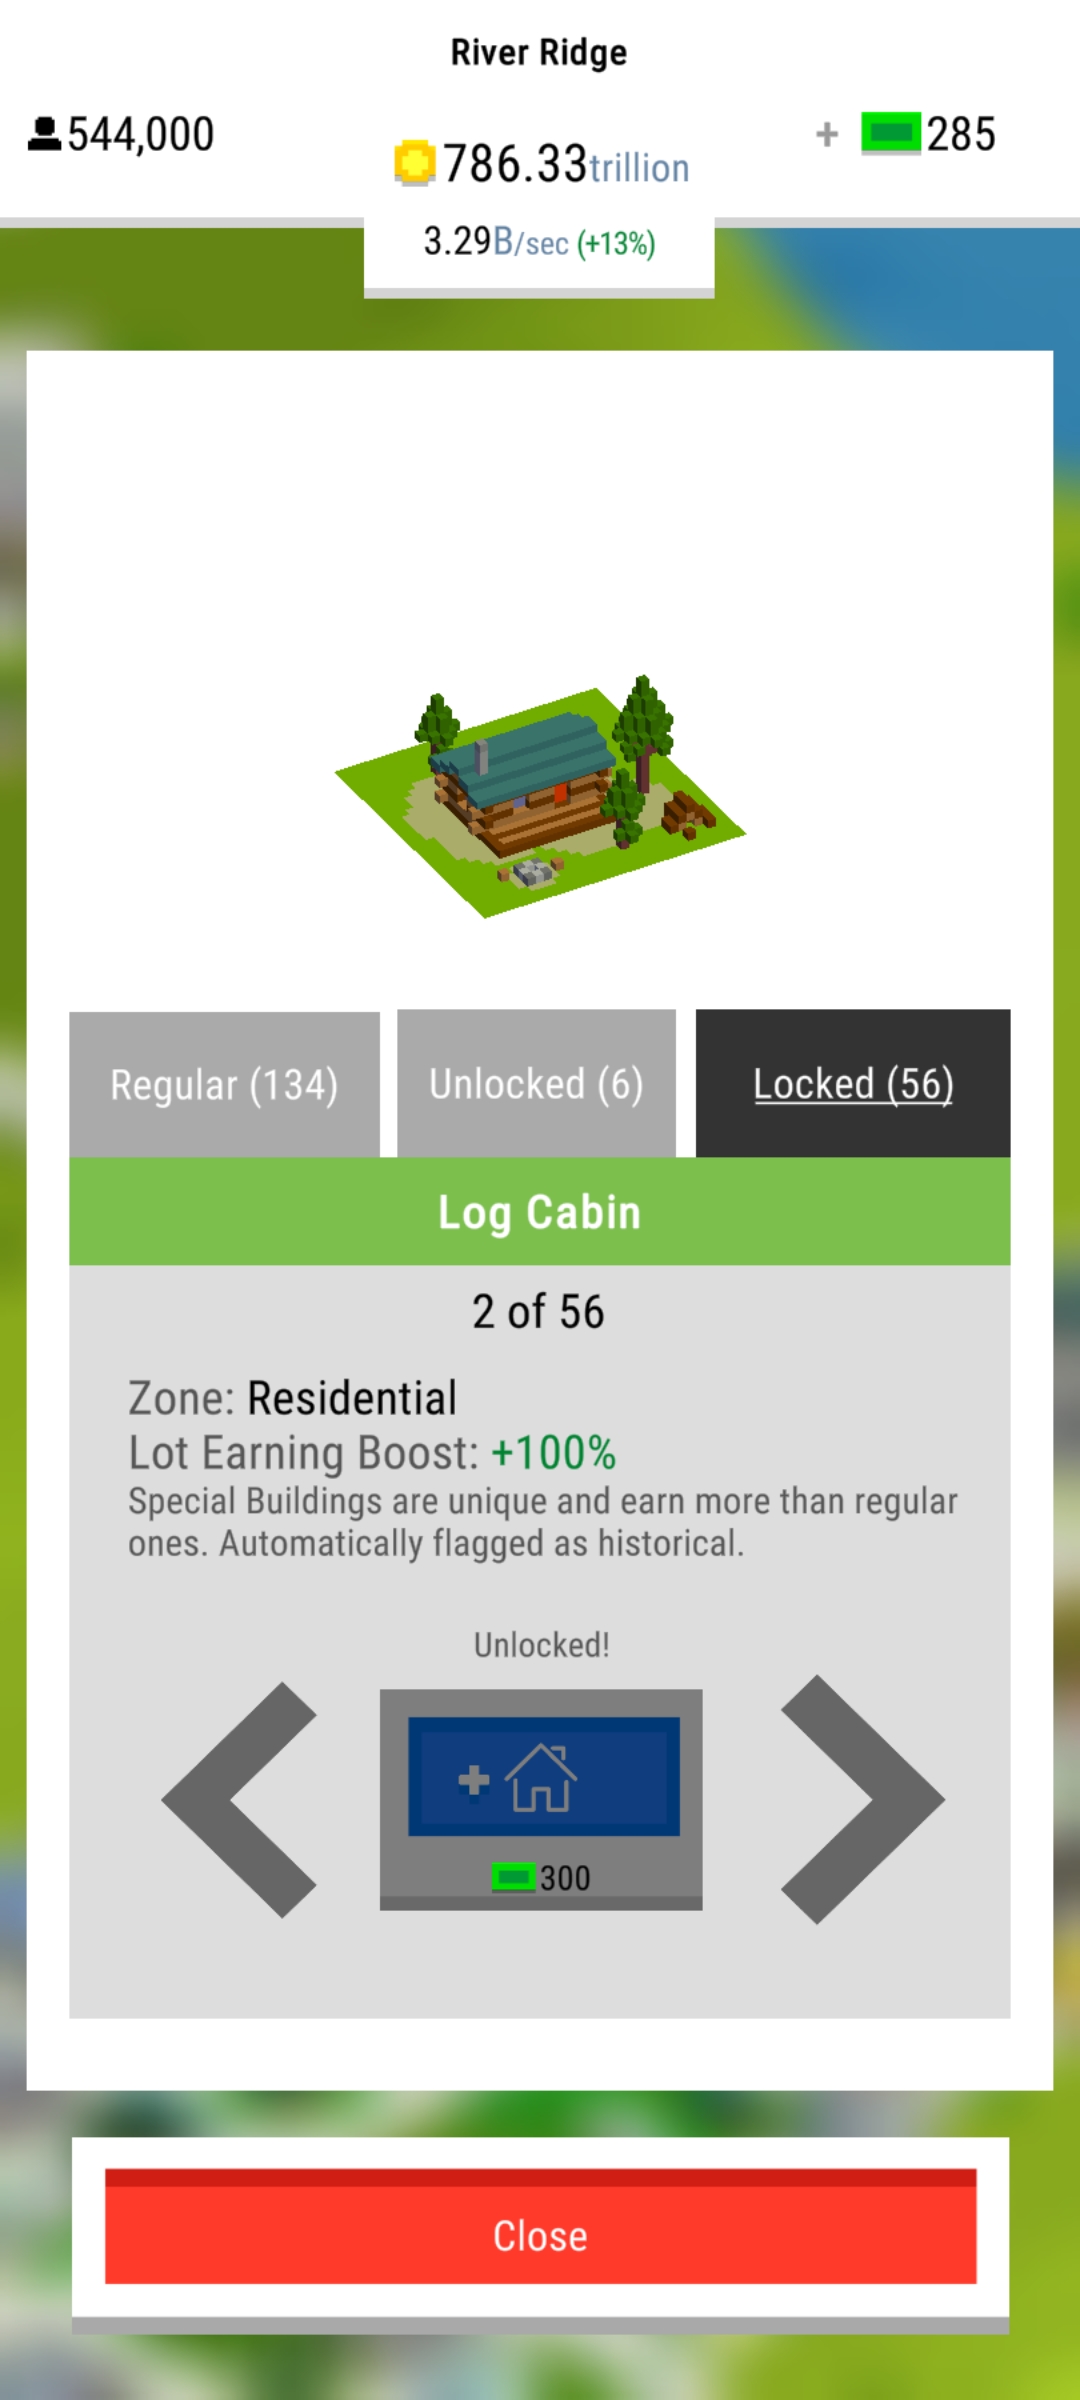 River Ridge
544,000
786.33trillion
+ 285
3.29B/sec (+13%)
Regular (134)
Unlocked (6)
Locked (56)
Log Cabin
2 of 56
Zone: Residential
Lot Earning Boost: +100%
Special Buildings are unique and earn more than regular
ones. Automatically flagged as historical.
Unlocked!
+
300
Close